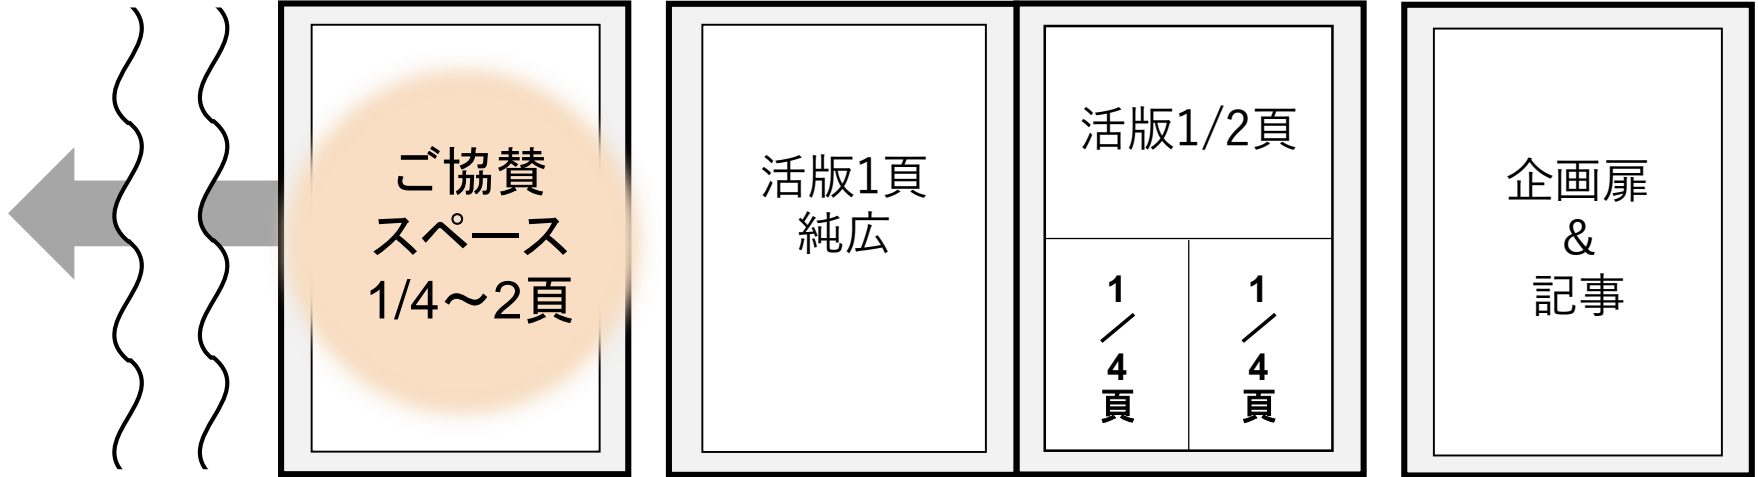 ご協賛
スペース
1/4～2頁
活版1頁
純広
活版1/2頁
1/4頁
1/4頁
企画扉
&
記事